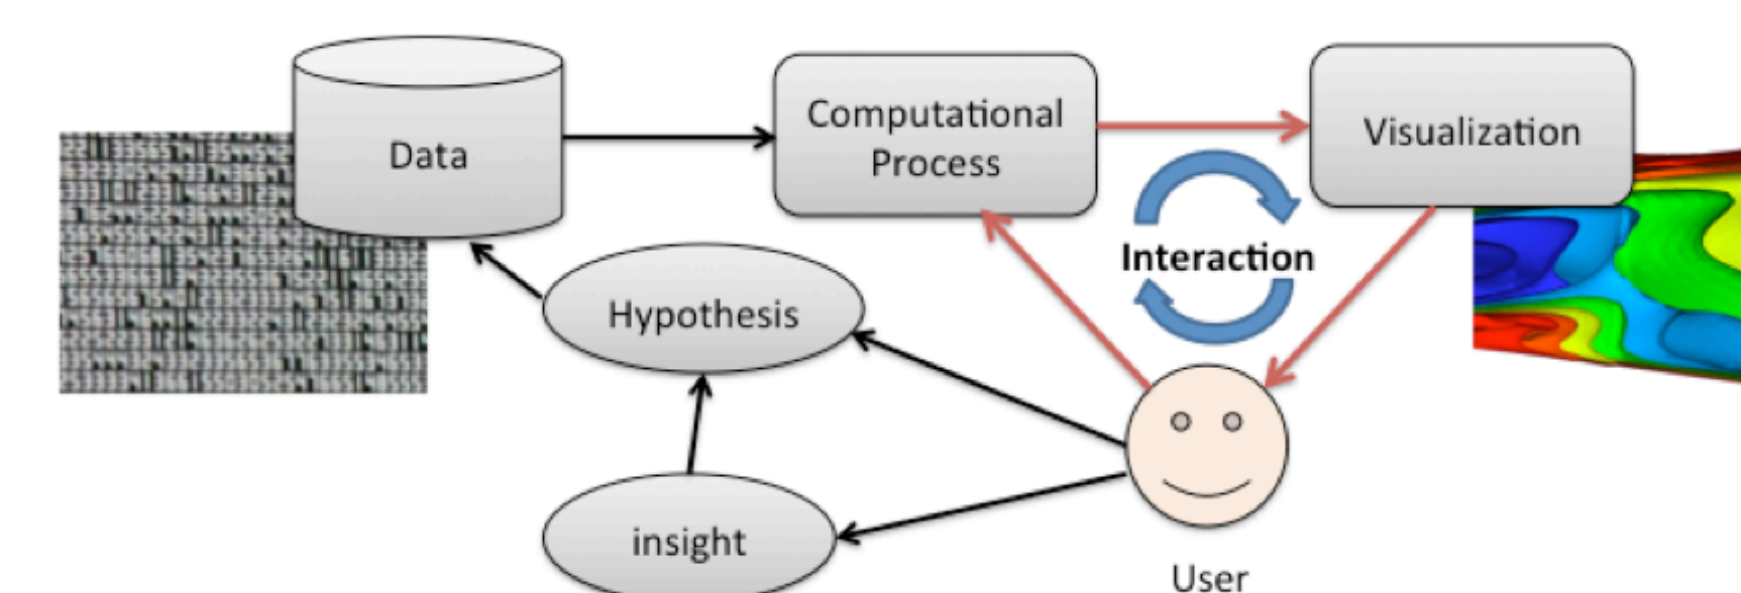 Data
Computational
Process
Visualization
Interaction
Hypothesis
insight
User